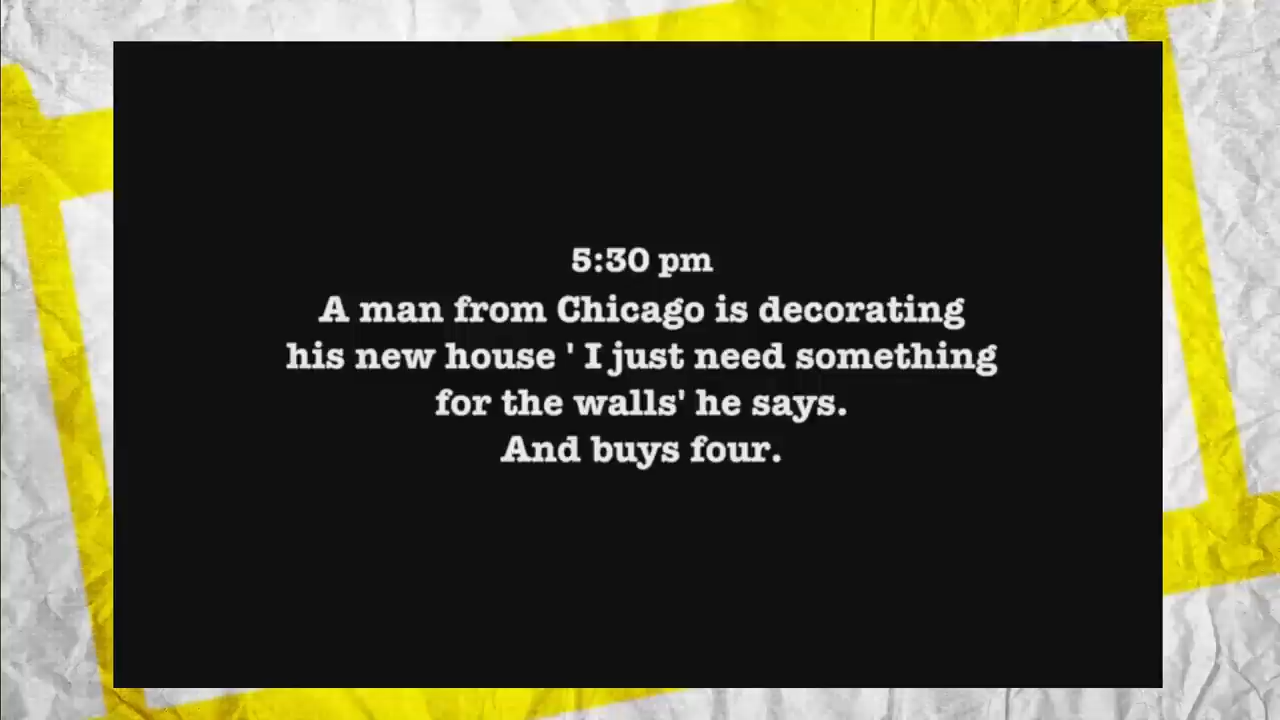 5:30 pm
A man from Chicago is decorating
his new house ' I just need something
for the walls' he says.
And buys four.